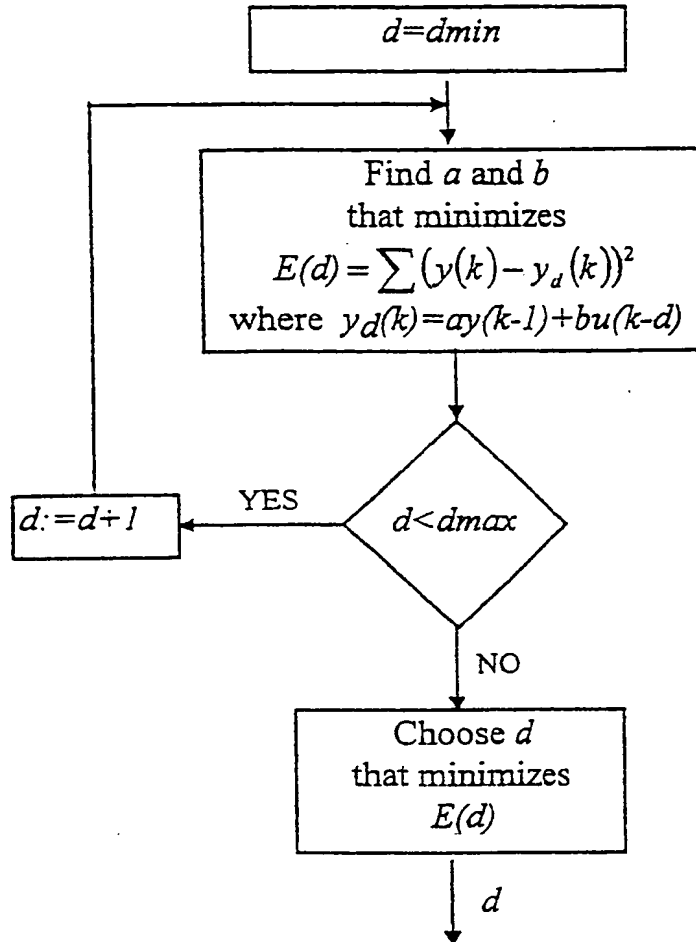 d=dmin
Find a and b
that minimizes
E(d) = ∑ (y(k) – y_d (k))²
where y_d(k)=ay(k-1)+bu(k-d)
YES
d:=d+1
d<dmax
NO
Choose d
that minimizes
E(d)
d